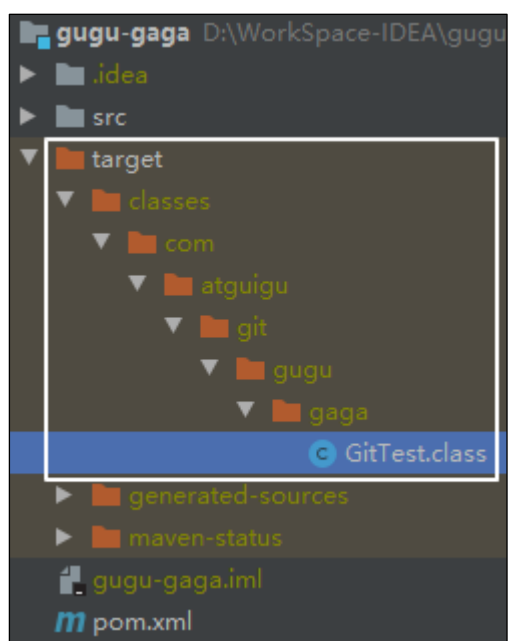 gugu-gaga D:\WorkSpace-IDEA\gugu
.idea
src
target
classes
com
atguigu
git
gugu
gaga
GitTest.class
generated-sources
maven-status
gugu-gaga.iml
pom.xml